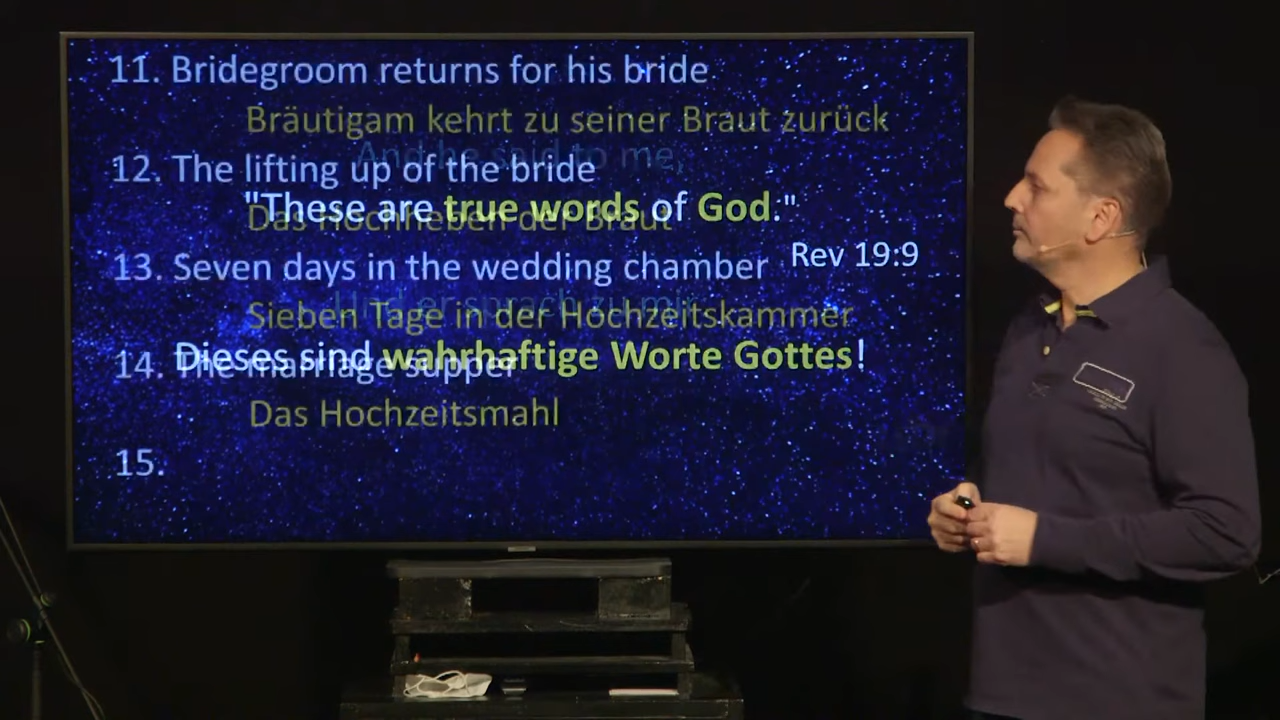 11. Bridegroom returns for his bride
Bräutigam kehrt zu seiner Braut zurück
And he said to me,
12. The lifting up of the bride
"These are true words of God."
Das Hochheben der Braut
Rev 19:9
13. Seven days in the wedding chamber
Und er sprach zu mir
Sieben Tage in der Hochzeitskammer
Dieses sind wahrhaftige Worte Gottes!
14. The marriage supper
Das Hochzeitsmahl
15.